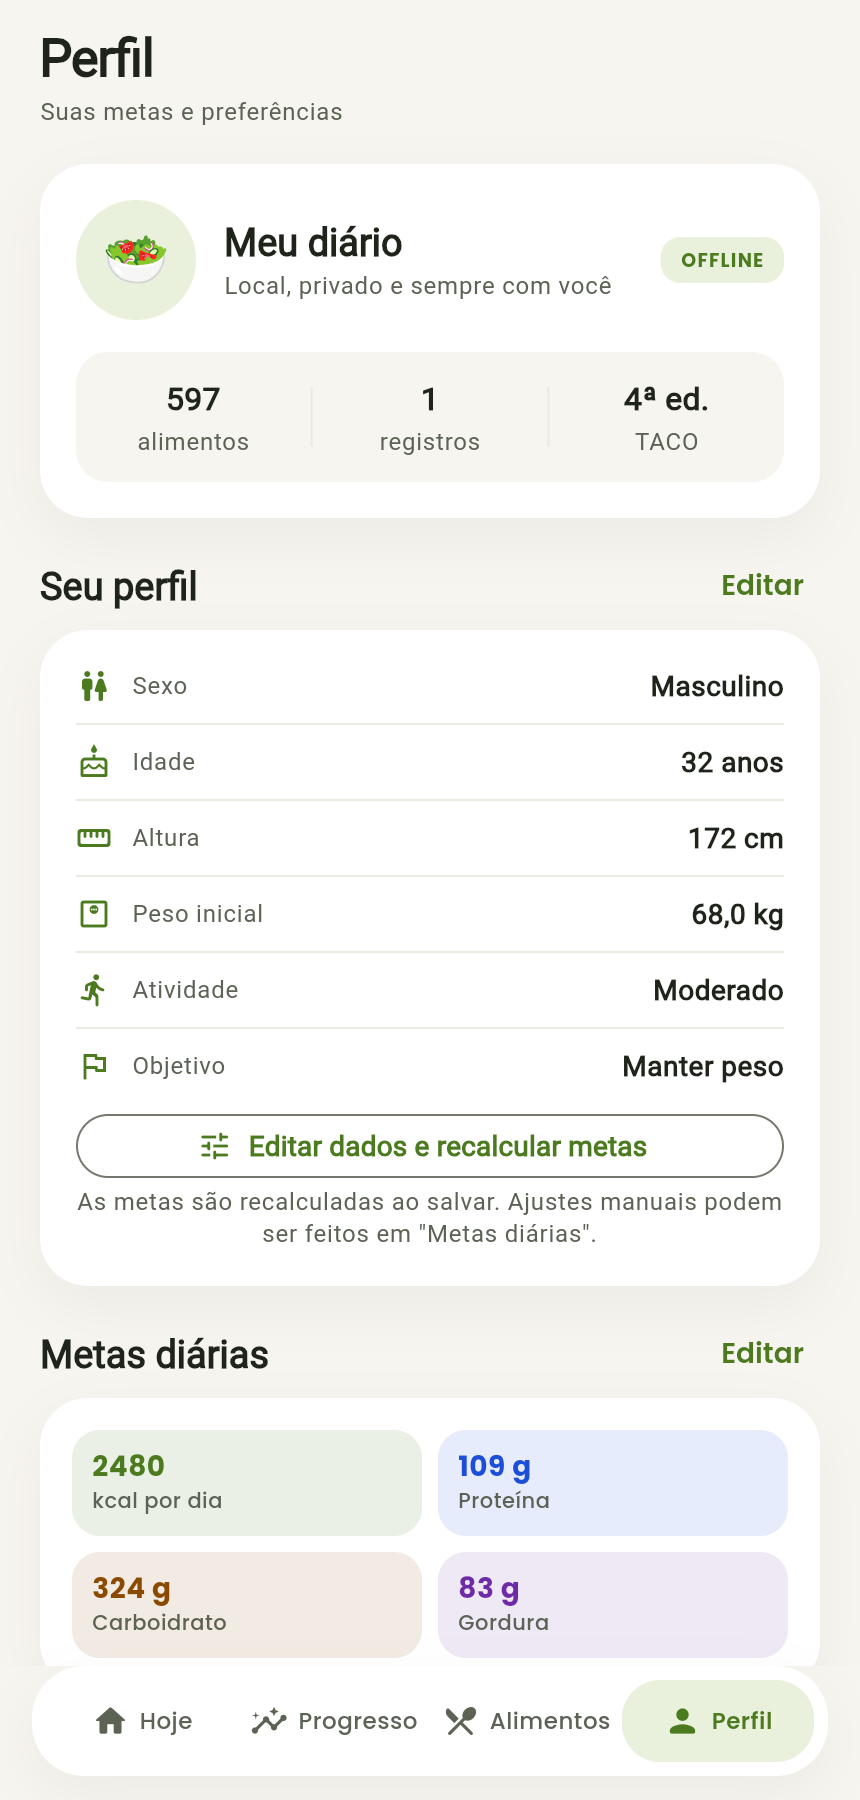 Perfil
Suas metas e preferências
Meu diário
Local, privado e sempre com você
OFFLINE
597
alimentos
1
registros
4ª ed.
TACO
Seu perfil
Editar
Sexo
Masculino
Idade
32 anos
Altura
172 cm
Peso inicial
68,0 kg
Atividade
Moderado
Objetivo
Manter peso
Editar dados e recalcular metas
As metas são recalculadas ao salvar. Ajustes manuais podem
ser feitos em "Metas diárias".
Metas diárias
Editar
2480
kcal por dia
109 g
Proteína
324 g
Carboidrato
83 g
Gordura
Hoje
Progresso
Alimentos
Perfil